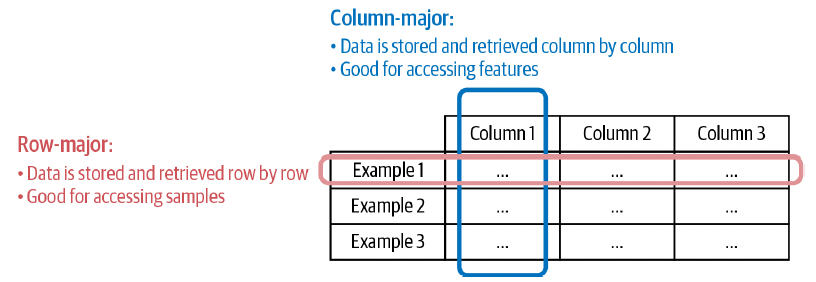 Column-major:
• Data is stored and retrieved column by column
• Good for accessing features
Row-major:
• Data is stored and retrieved row by row
• Good for accessing samples
Column 1 Column 2 Column 3
Example 1 ... ... ...
Example 2 ... ... ...
Example 3 ... ... ...